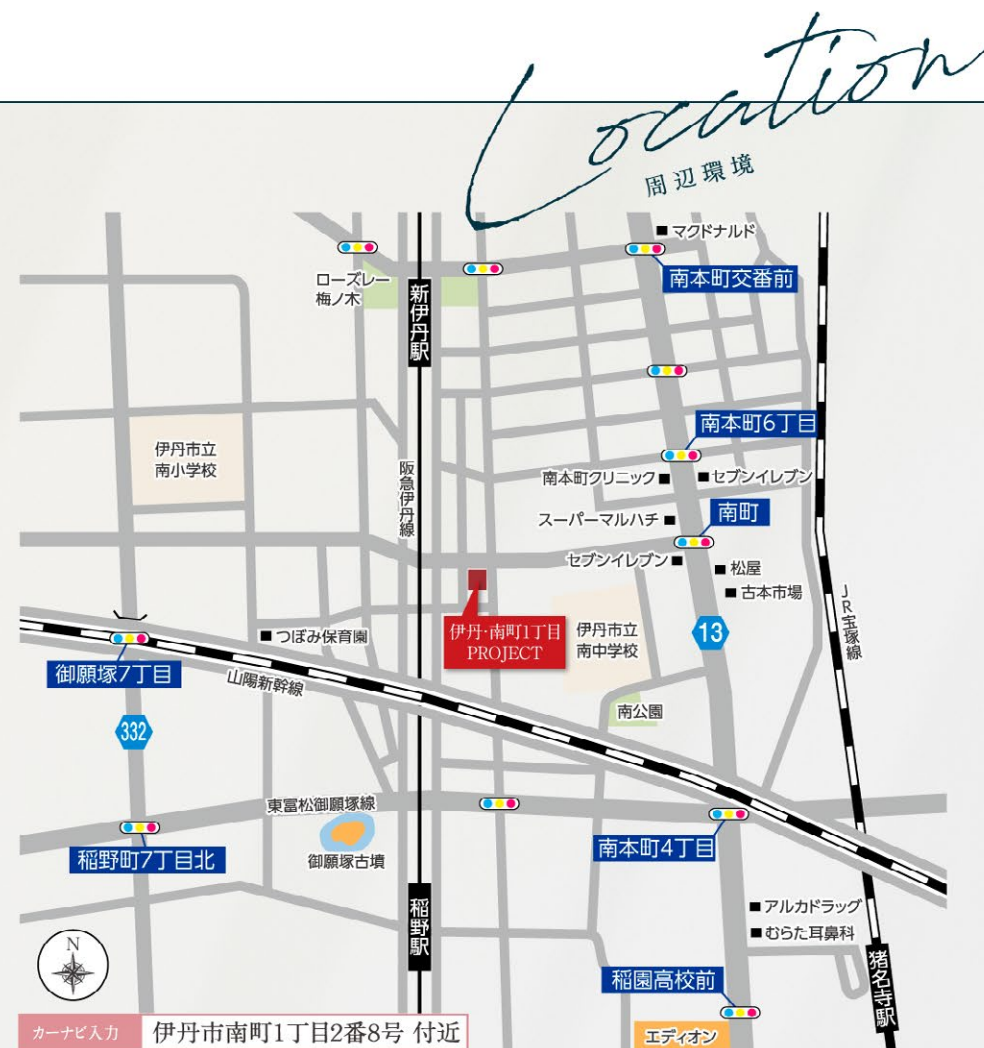 Location
周辺環境
マクドナルド
ローズレー
梅ノ木
新伊丹駅
南本町交番前
南本町6丁目
伊丹市立
南小学校
阪急伊丹線
南本町クリニック
セブンイレブン
スーパーマルハチ
南町
セブンイレブン
松屋
古本市場
JR宝塚線
つぼみ保育園
伊丹・南町1丁目
PROJECT
伊丹市立
南中学校
13
御願塚7丁目
山陽新幹線
南公園
332
東富松御願塚線
稲野町7丁目北
御願塚古墳
南本町4丁目
稲野駅
アルカドラッグ
むらた耳鼻科
N
猪名寺駅
稲園高校前
カーナビ入力 伊丹市南町1丁目2番8号 付近
エディオン